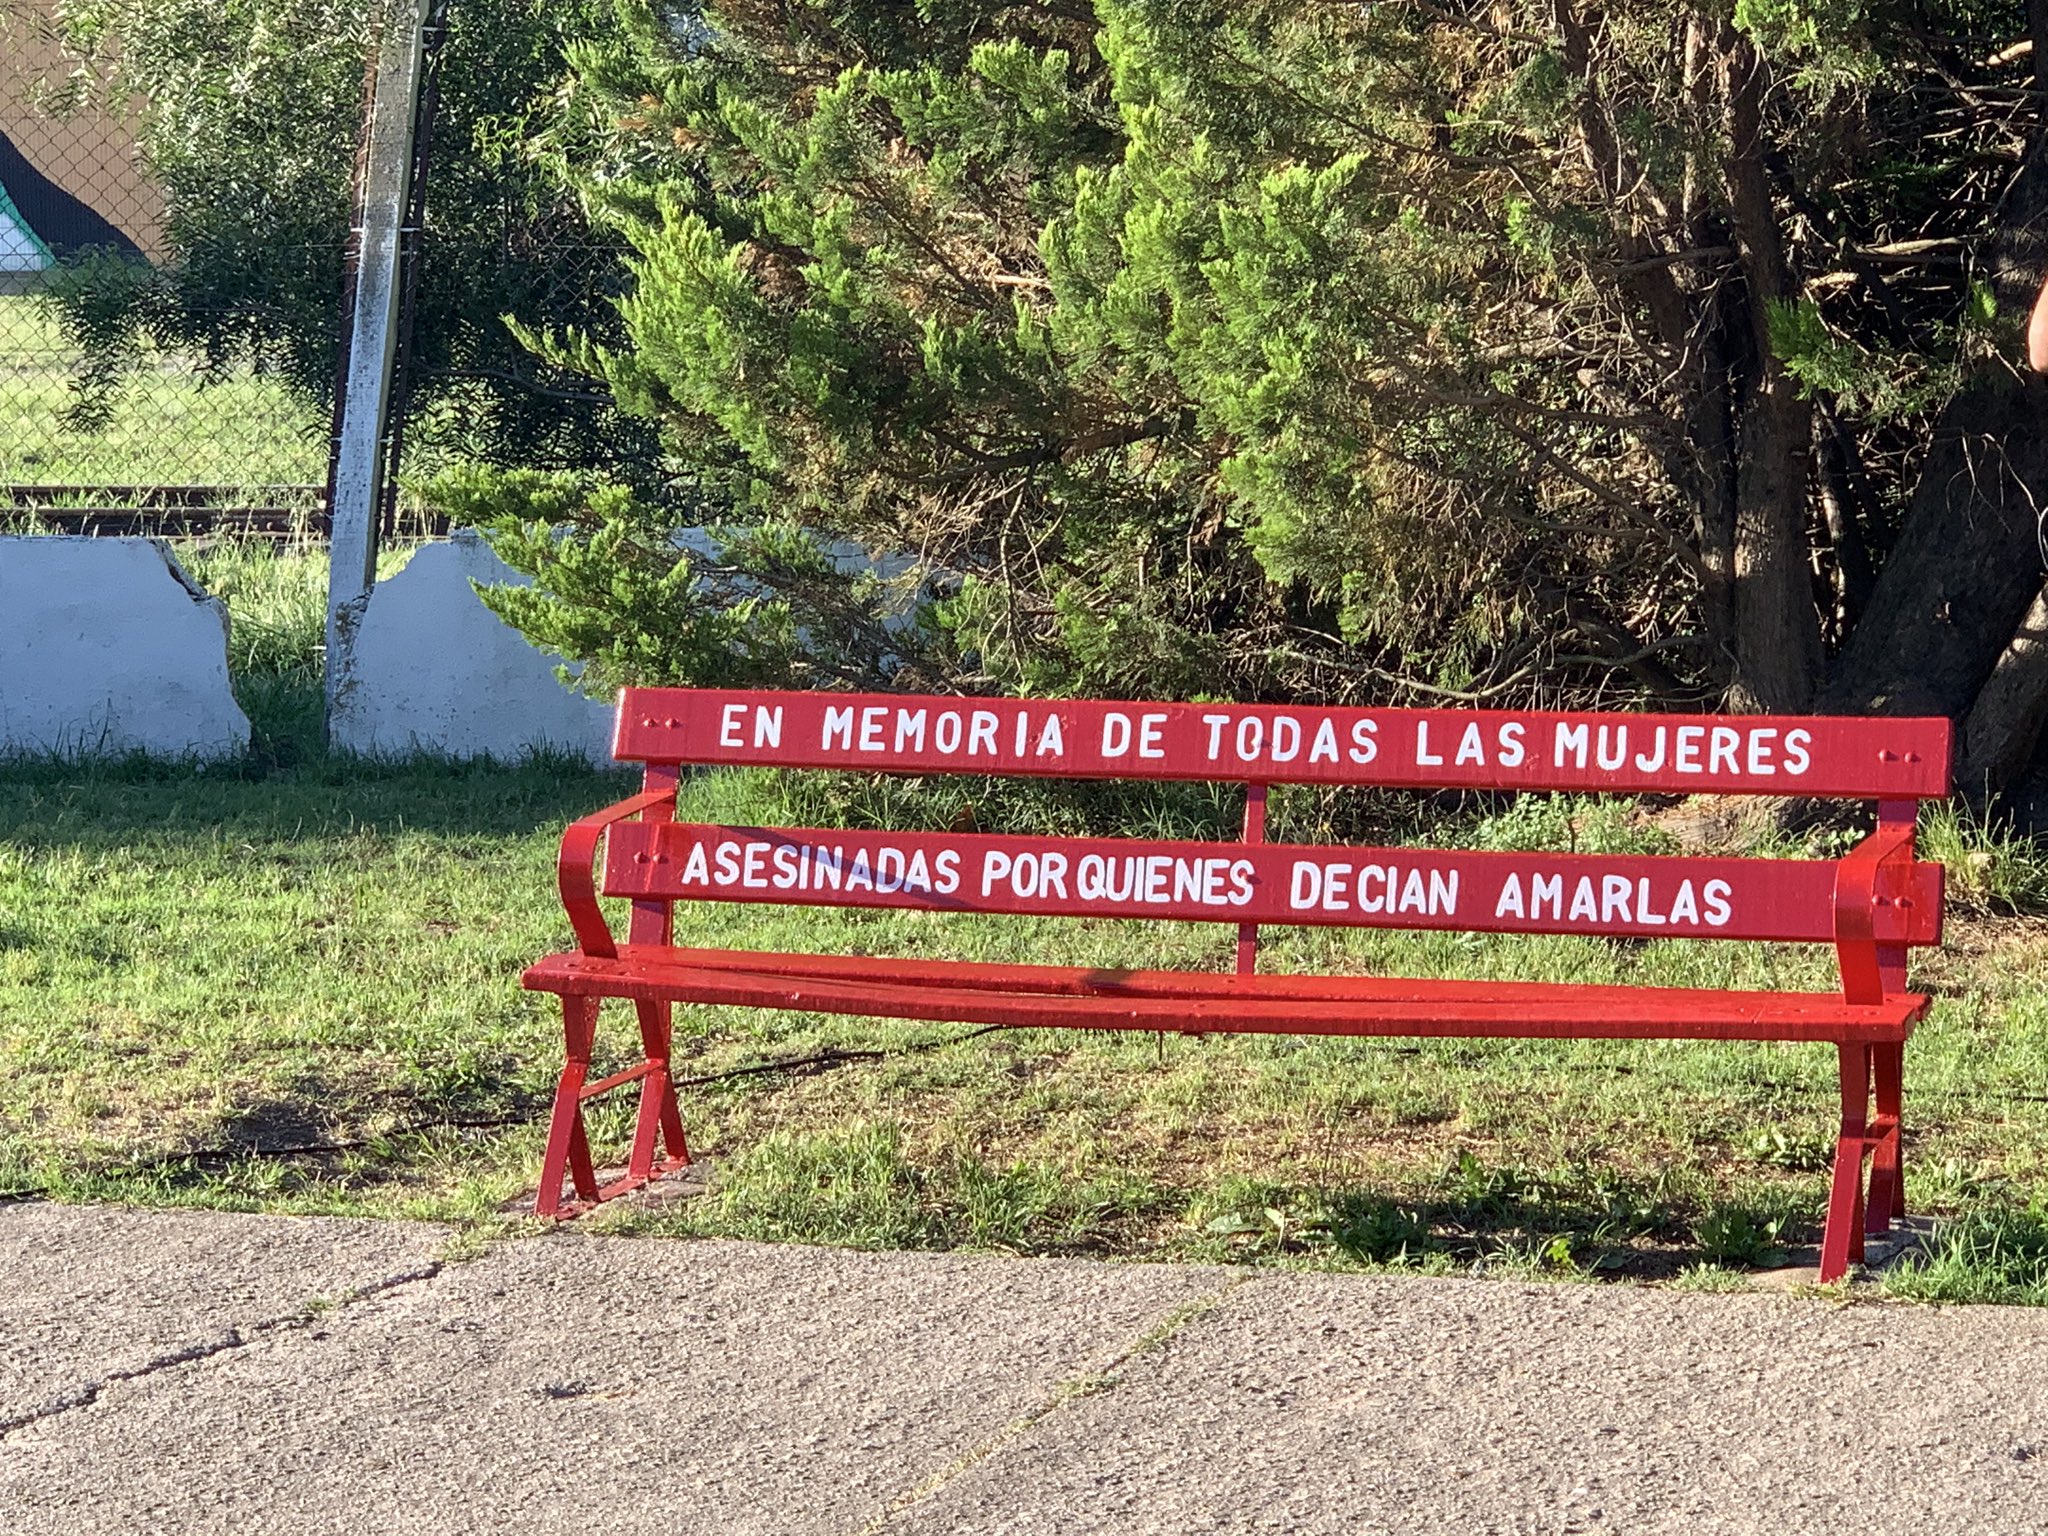 EN MEMORIA DE TODAS LAS MUJERES
ASESINADAS POR QUIENES DECIAN AMARLAS